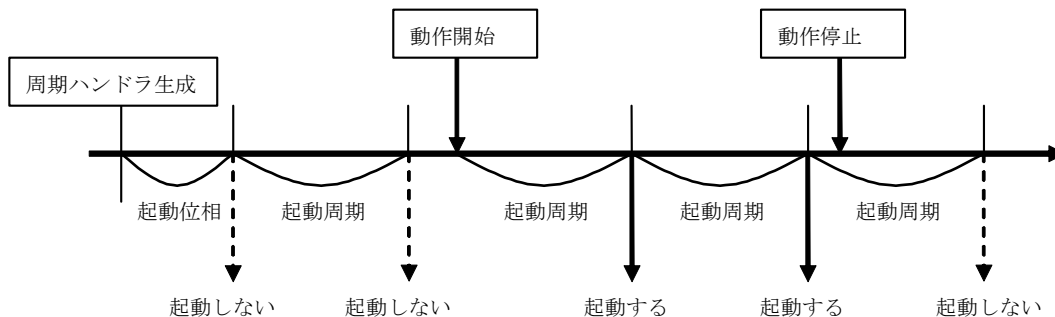 動作開始
動作停止
周期ハンドラ生成
起動位相
起動周期
起動周期
起動周期
起動周期
起動しない
起動しない
起動する
起動する
起動しない